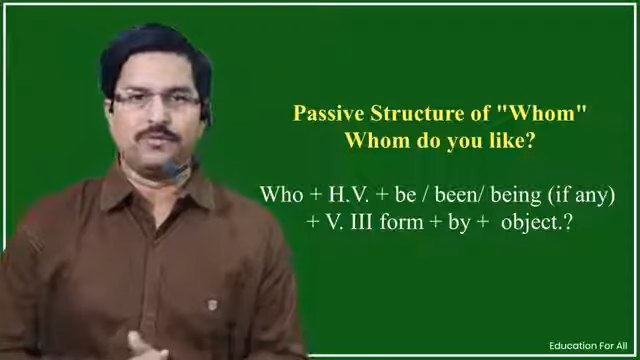 Passive Structure of "Whom"
Whom do you like?
Who + H.V. + be / been/ being (if any)
+ V. III form + by + object.?
Education For All